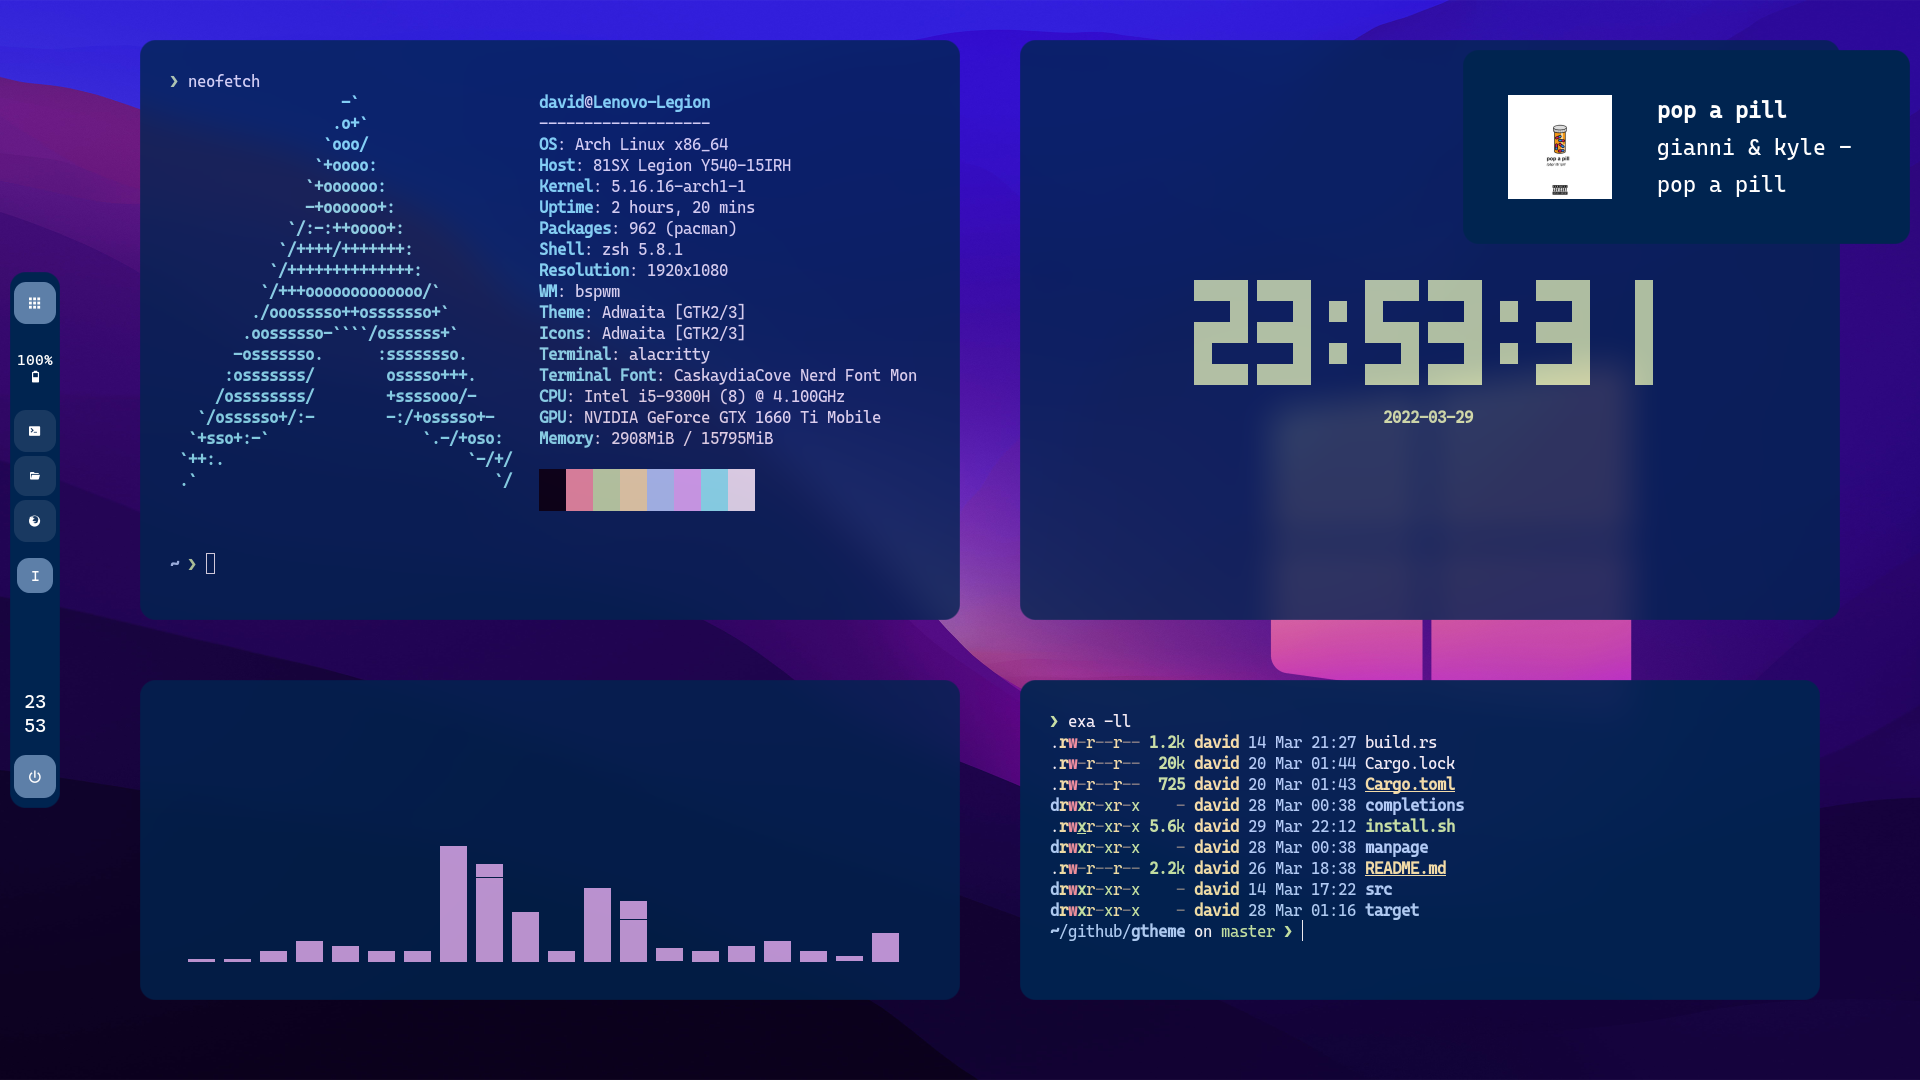 ❯ neofetch
david@Lenovo-Legion
-------------------
OS: Arch Linux x86_64
Host: 81SX Legion Y540-15IRH
Kernel: 5.16.16-arch1-1
Uptime: 2 hours, 20 mins
Packages: 962 (pacman)
Shell: zsh 5.8.1
Resolution: 1920x1080
WM: bspwm
Theme: Adwaita [GTK2/3]
Icons: Adwaita [GTK2/3]
Terminal: alacritty
Terminal Font: CaskaydiaCove Nerd Font Mon
CPU: Intel i5-9300H (8) @ 4.100GHz
GPU: NVIDIA GeForce GTX 1660 Ti Mobile
Memory: 2908MiB / 15795MiB
-`
.o+`
`ooo/
`+oooo:
`+oooooo:
-+oooooo+:
`/:-:++oooo+:
`/++++/+++++++:
`/++++++++++++++:
`/+++ooooooooooooo/`
./ooosssso++osssssso+`
.oossssso-````/ossssss+`
-osssssso.      :ssssssso.
:osssssss/        osssso+++.
/ossssssss/        +ssssooo/-
`/ossssso+/:-        -:/+osssso+-
`+sso+:-`                 `.-/+oso:
`++:.                           `-/+/
.`                                 `/
~ ❯
pop a pill
gianni & kyle -
pop a pill
pop a pill
23:53:31
2022-03-29
100%
23
53
❯ exa -ll
.rw-r--r-- 1.2k david 14 Mar 21:27 build.rs
.rw-r--r--  20k david 20 Mar 01:44 Cargo.lock
.rw-r--r--  725 david 20 Mar 01:43 Cargo.toml
drwxr-xr-x    - david 28 Mar 00:38 completions
.rwxr-xr-x 5.6k david 29 Mar 22:12 install.sh
drwxr-xr-x    - david 28 Mar 00:38 manpage
.rw-r--r-- 2.2k david 26 Mar 18:38 README.md
drwxr-xr-x    - david 14 Mar 17:22 src
drwxr-xr-x    - david 28 Mar 01:16 target
~/github/gtheme on master ❯